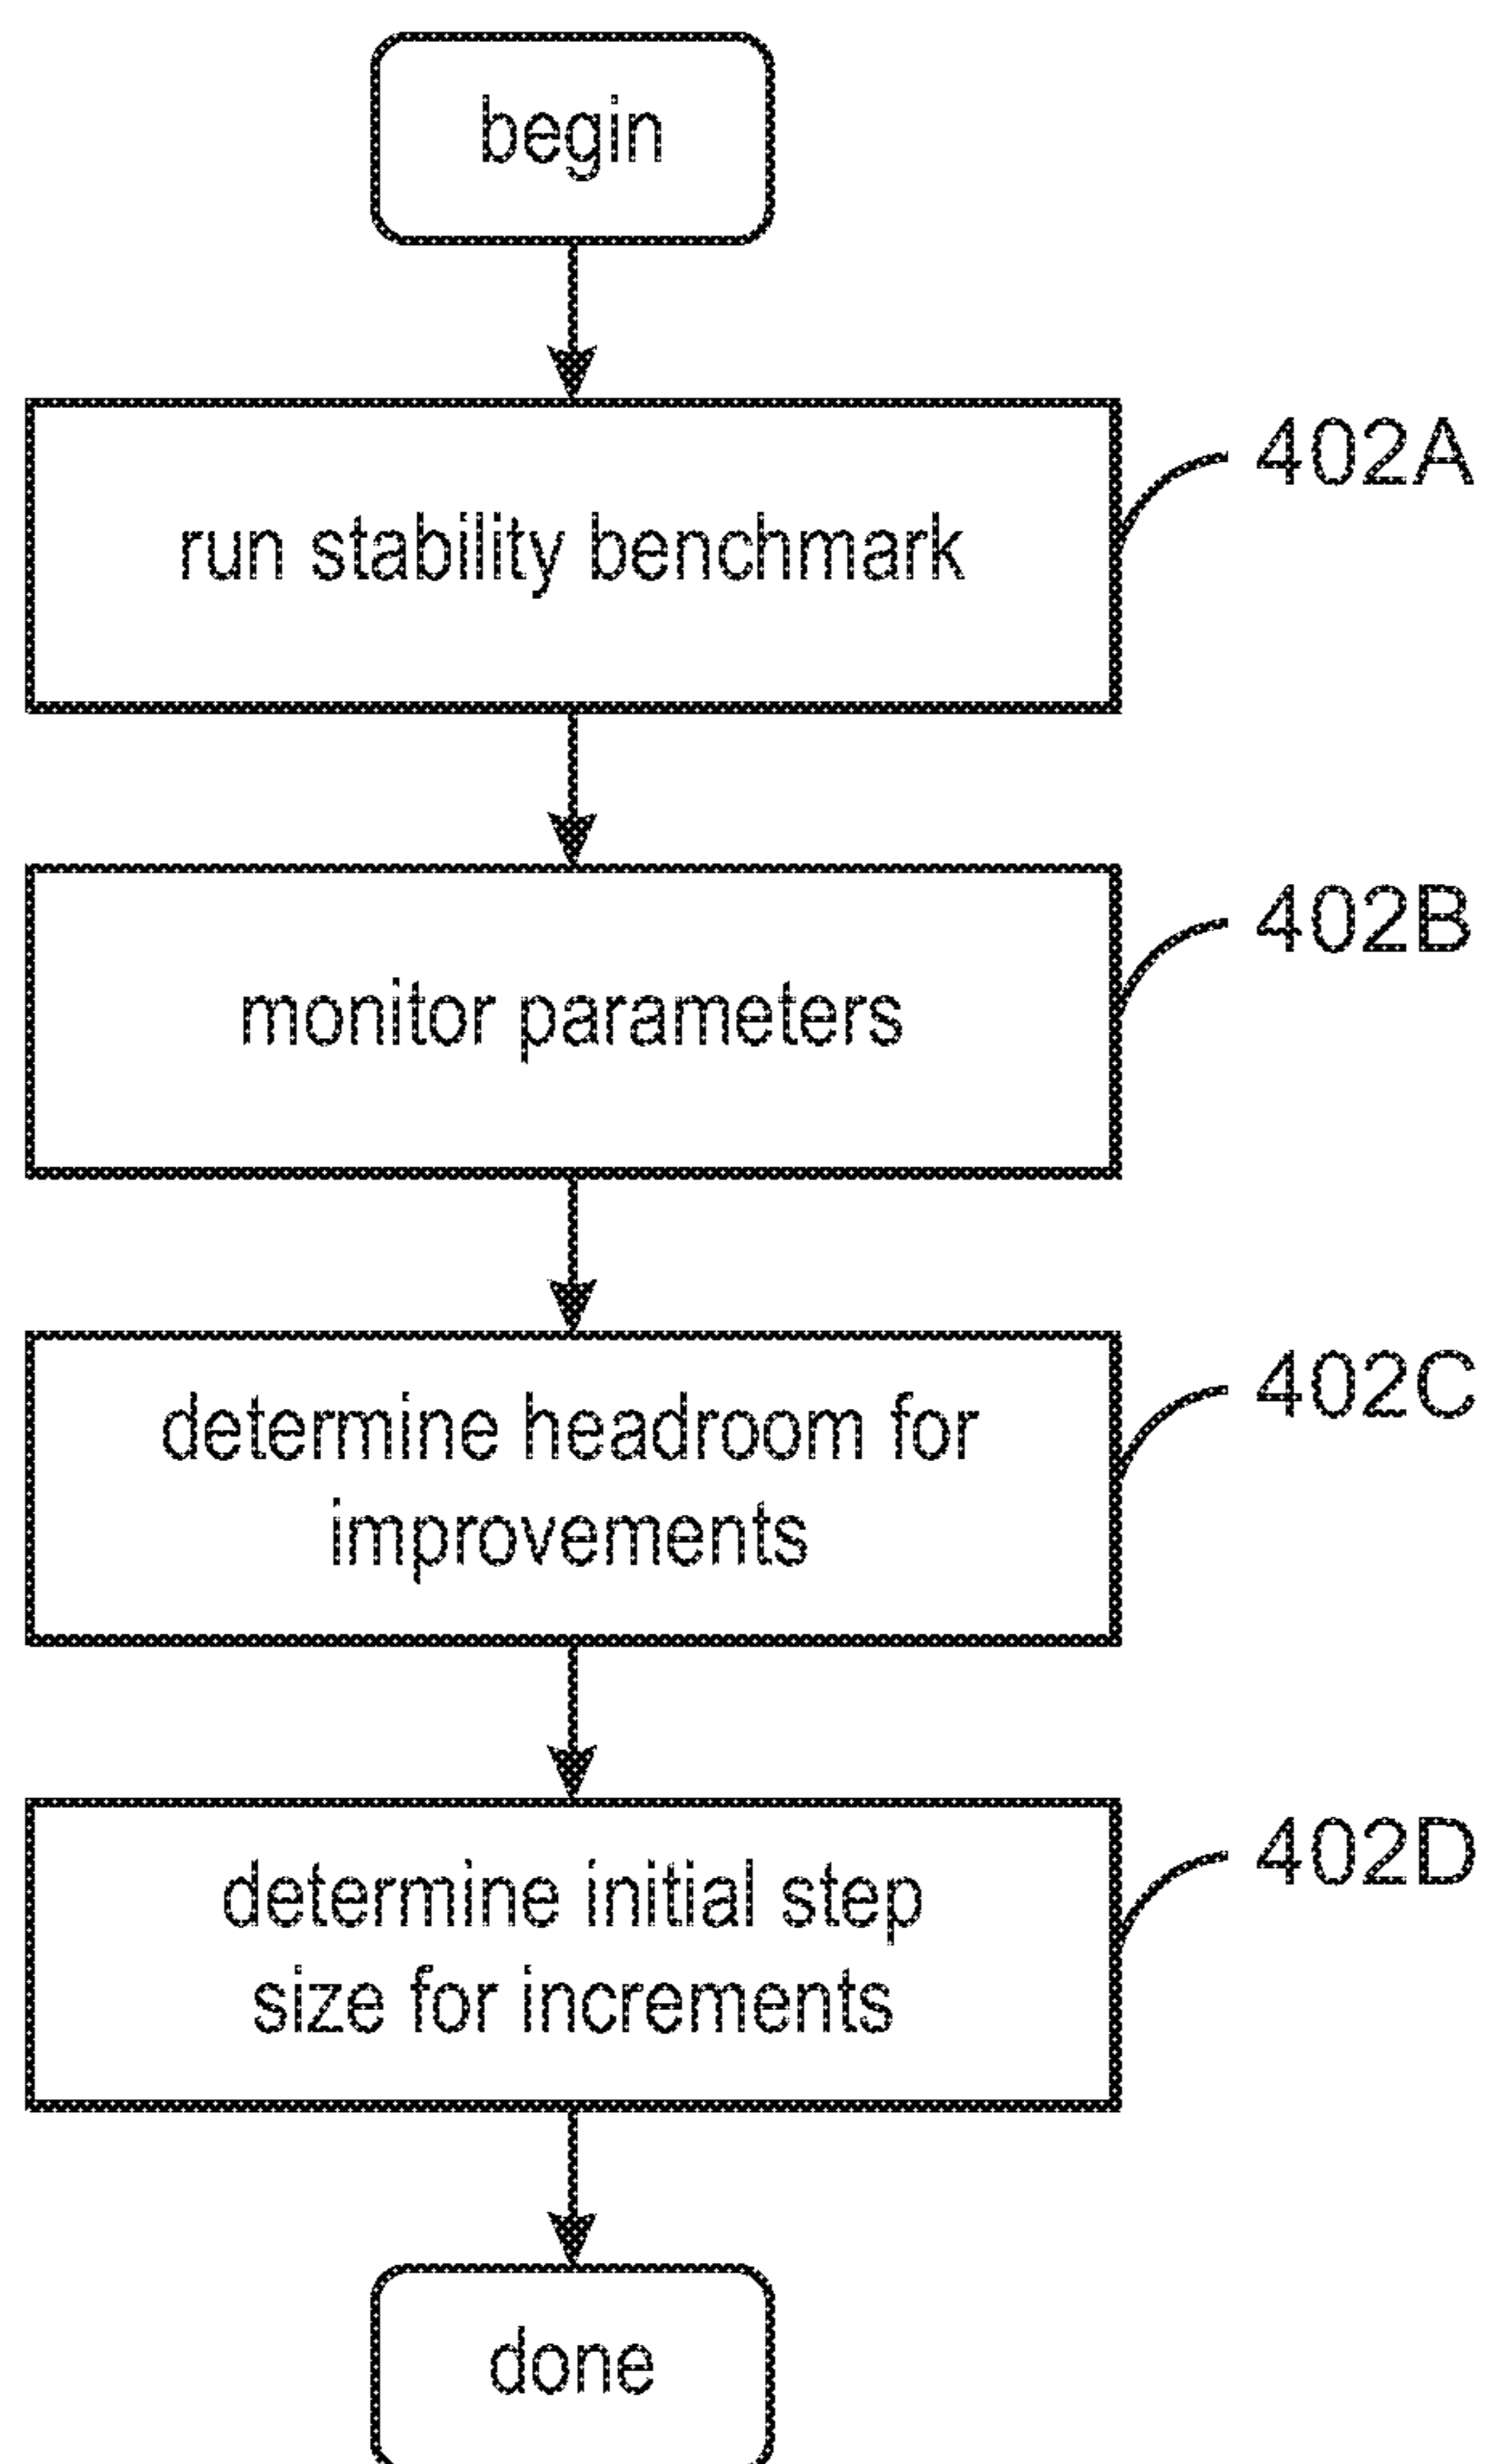 begin
402A
run stability benchmark
402B
monitor parameters
402C
determine headroom for
improvements
402D
determine initial step
size for increments
done